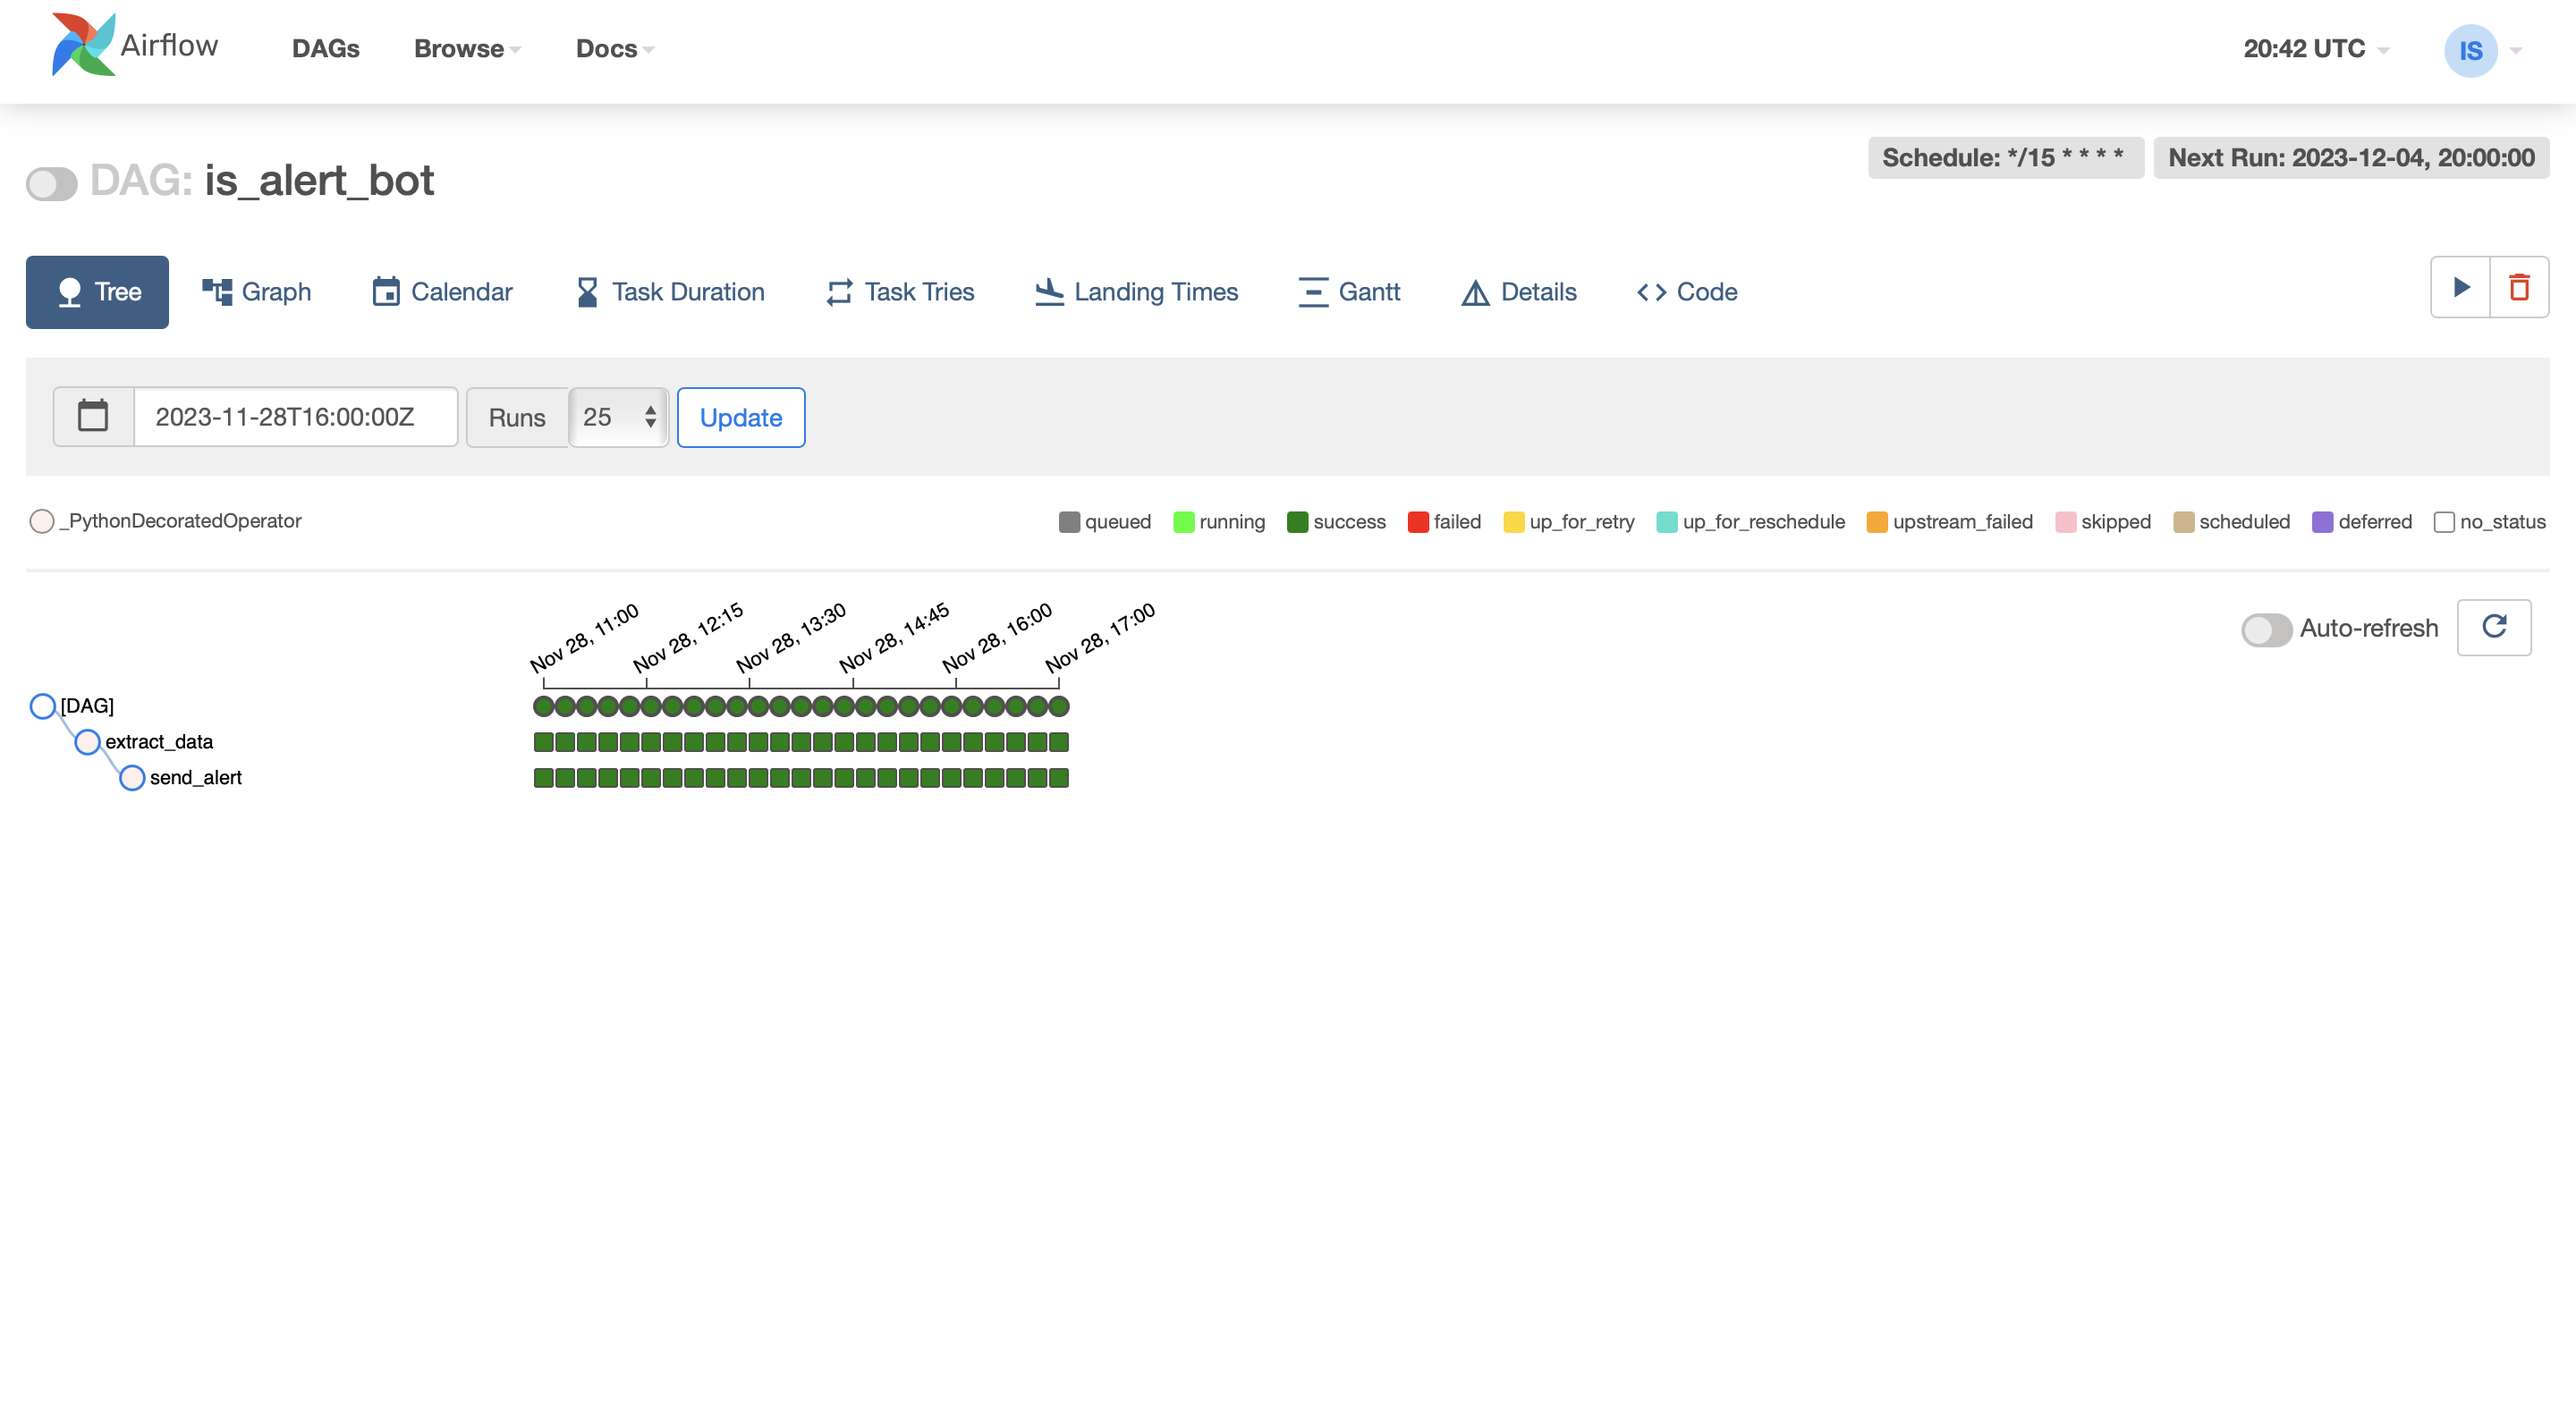 Airflow DAGs Browse Docs 20:42 UTC IS
Schedule: */15 * * * * Next Run: 2023-12-04, 20:00:00
DAG: is_alert_bot
Tree Graph Calendar Task Duration Task Tries Landing Times Gantt Details Code
2023-11-28T16:00:00Z Runs 25 Update
_PythonDecoratedOperator queued running success failed up_for_retry up_for_reschedule upstream_failed skipped scheduled deferred no_status
Nov 28, 11:00 Nov 28, 12:15 Nov 28, 13:30 Nov 28, 14:45 Nov 28, 16:00 Nov 28, 17:00
Auto-refresh
[DAG]
extract_data
send_alert